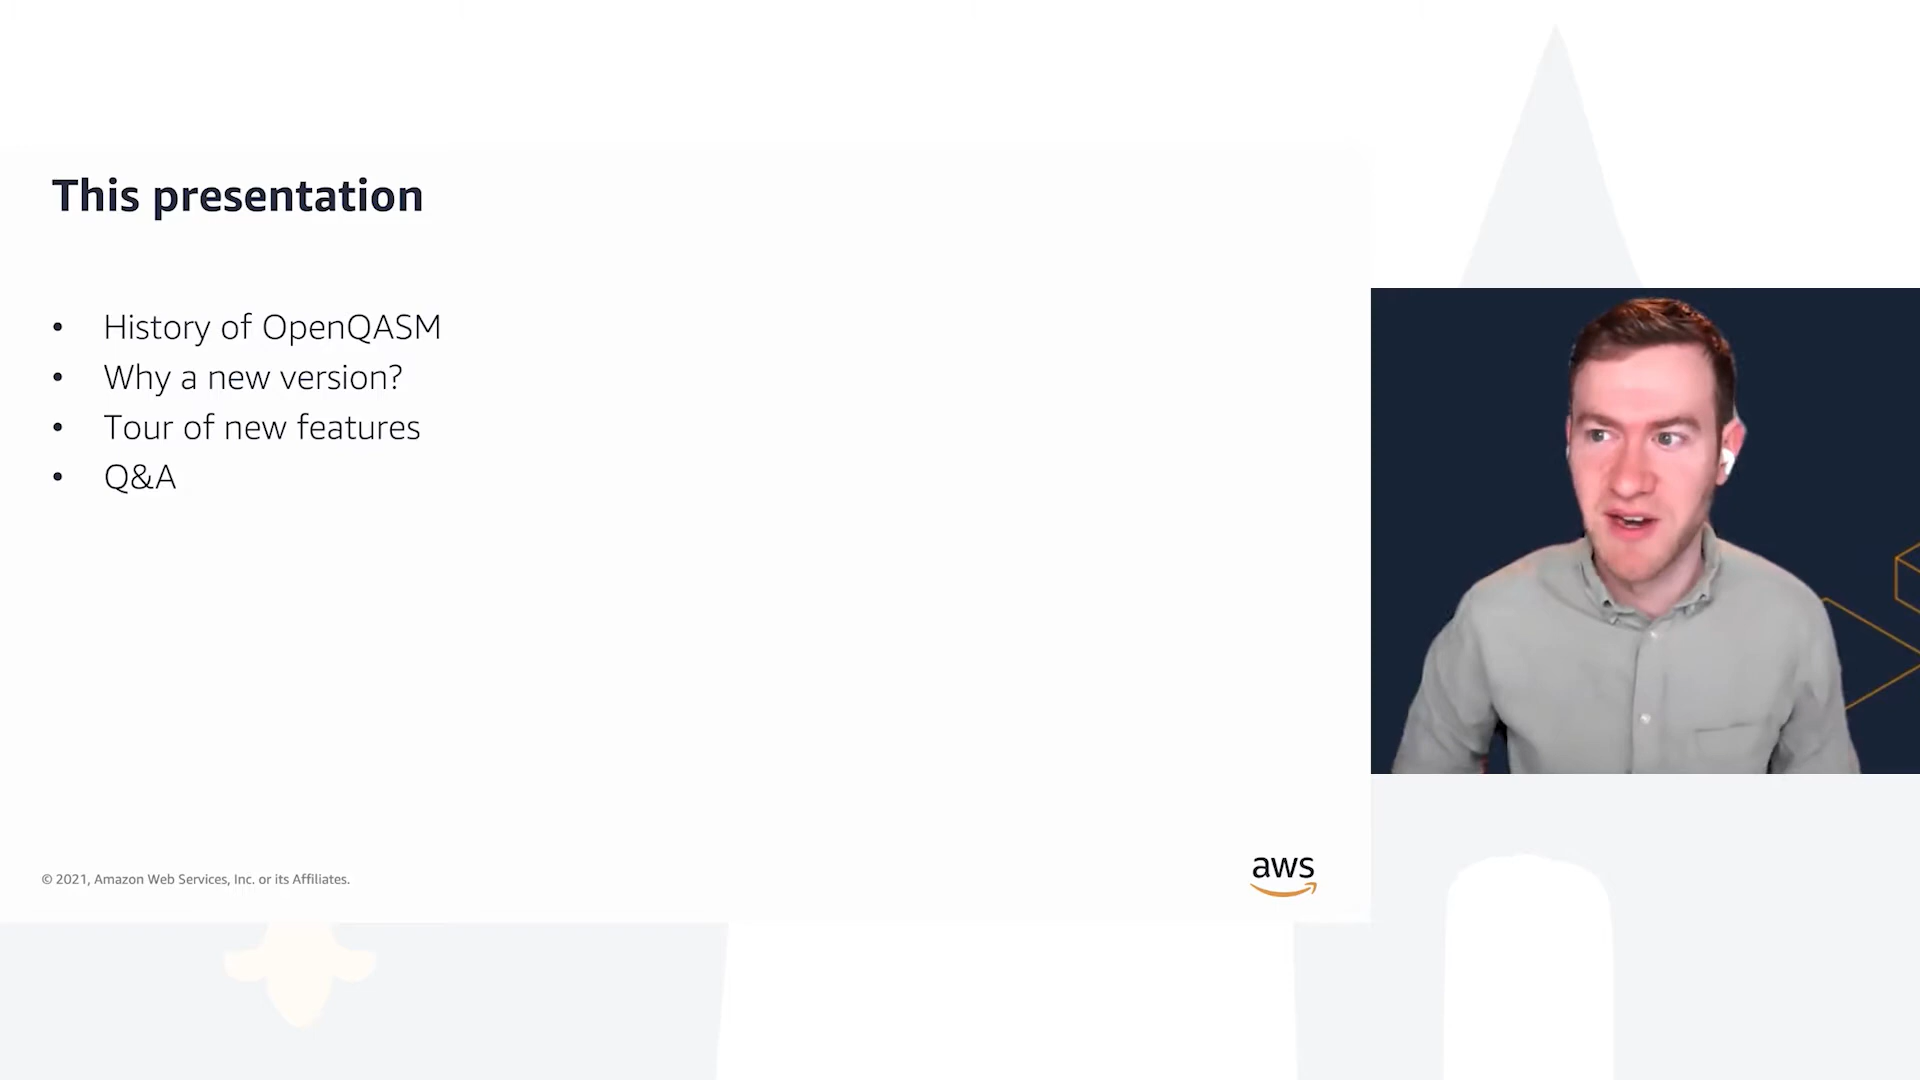 This presentation
• History of OpenQASM
• Why a new version?
• Tour of new features
• Q&A
© 2021, Amazon Web Services, Inc. or its Affiliates.
aws